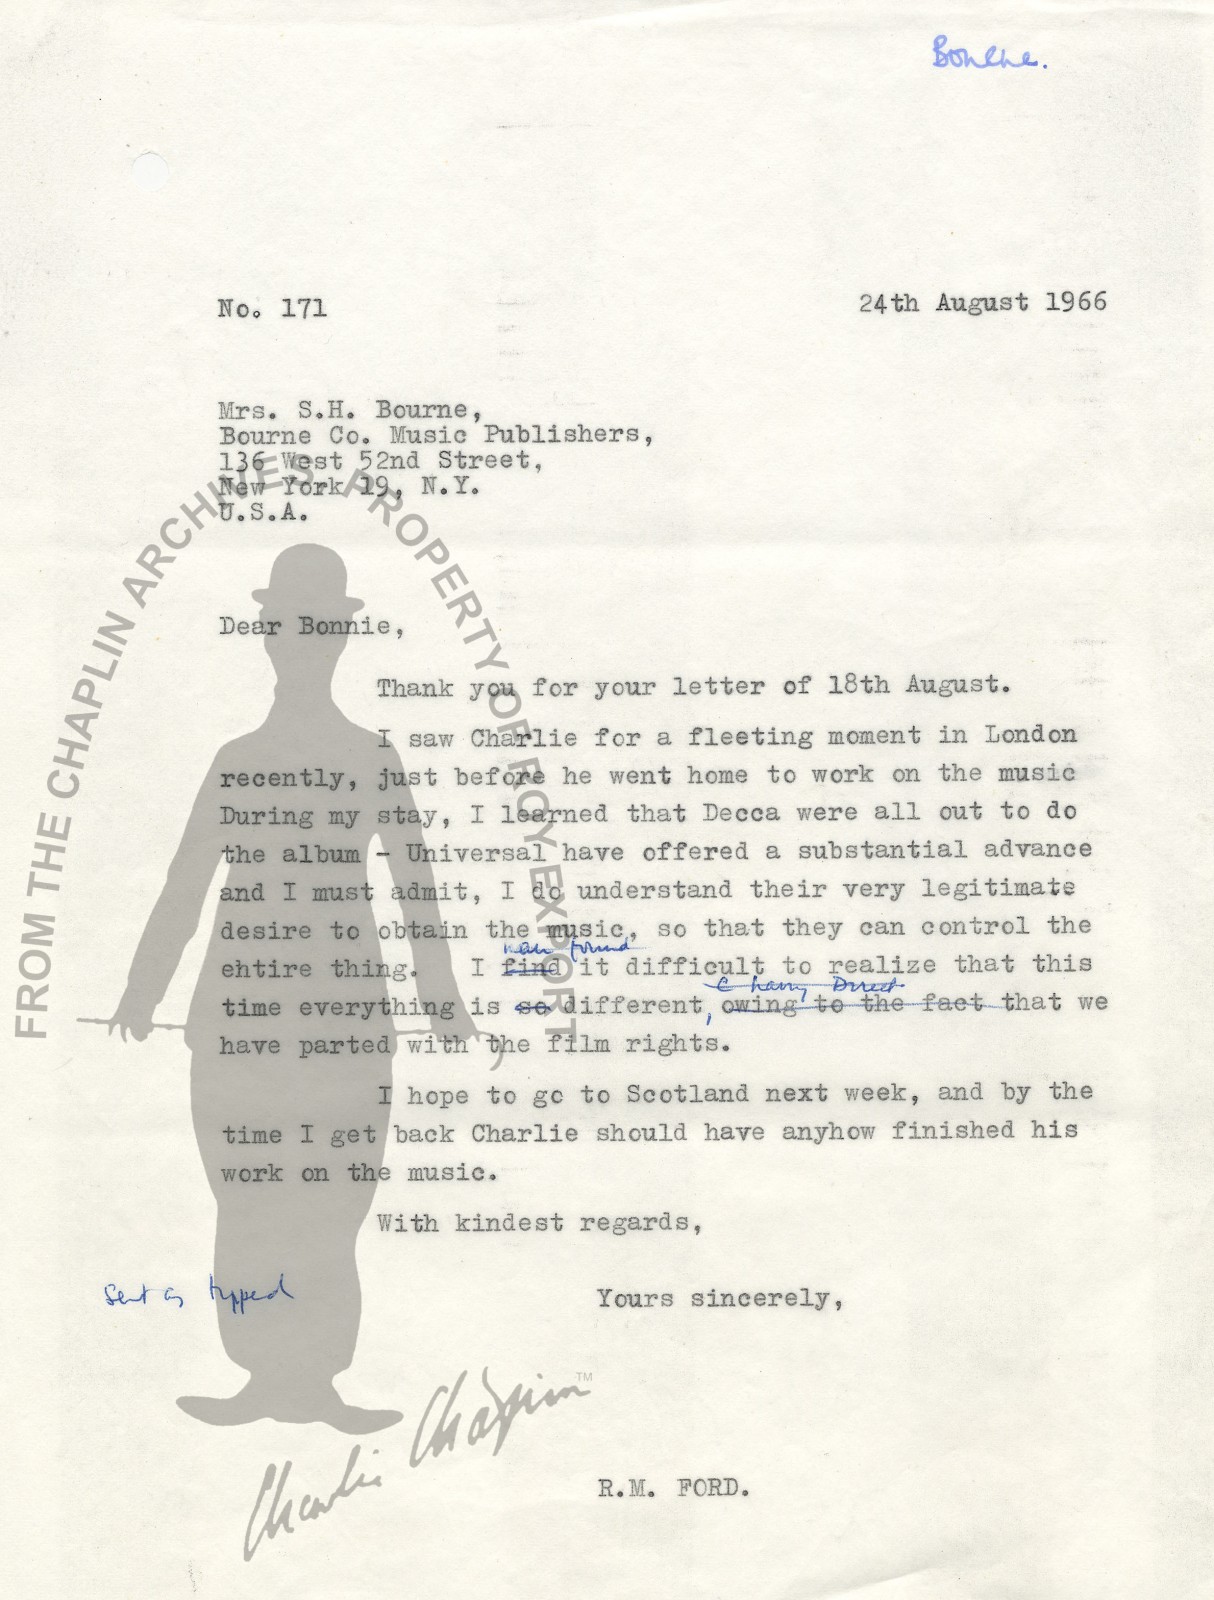 Bourne.
No. 171
24th August 1966
Mrs. S.H. Bourne,
Bourne Co. Music Publishers,
136 West 52nd Street,
New York 19, N.Y.
U.S.A.
FROM THE CHAPLIN ARCHIVES PROPERTY OF ROY EXPORT
Dear Bonnie,
Thank you for your letter of 18th August.
I saw Charlie for a fleeting moment in London
recently, just before he went home to work on the music
During my stay, I learned that Decca were all out to do
the album - Universal have offered a substantial advance
and I must admit, I do understand their very legitimate
desire to obtain the music, so that they can control the
found
ehtire thing. I find it difficult to realize that this
time everything is so different, owing to the fact that we
have parted with the film rights.
I hope to go to Scotland next week, and by the
time I get back Charlie should have anyhow finished his
work on the music.
With kindest regards,
sent as typed
Yours sincerely,
Charlie Chaplin TM
R.M. FORD.